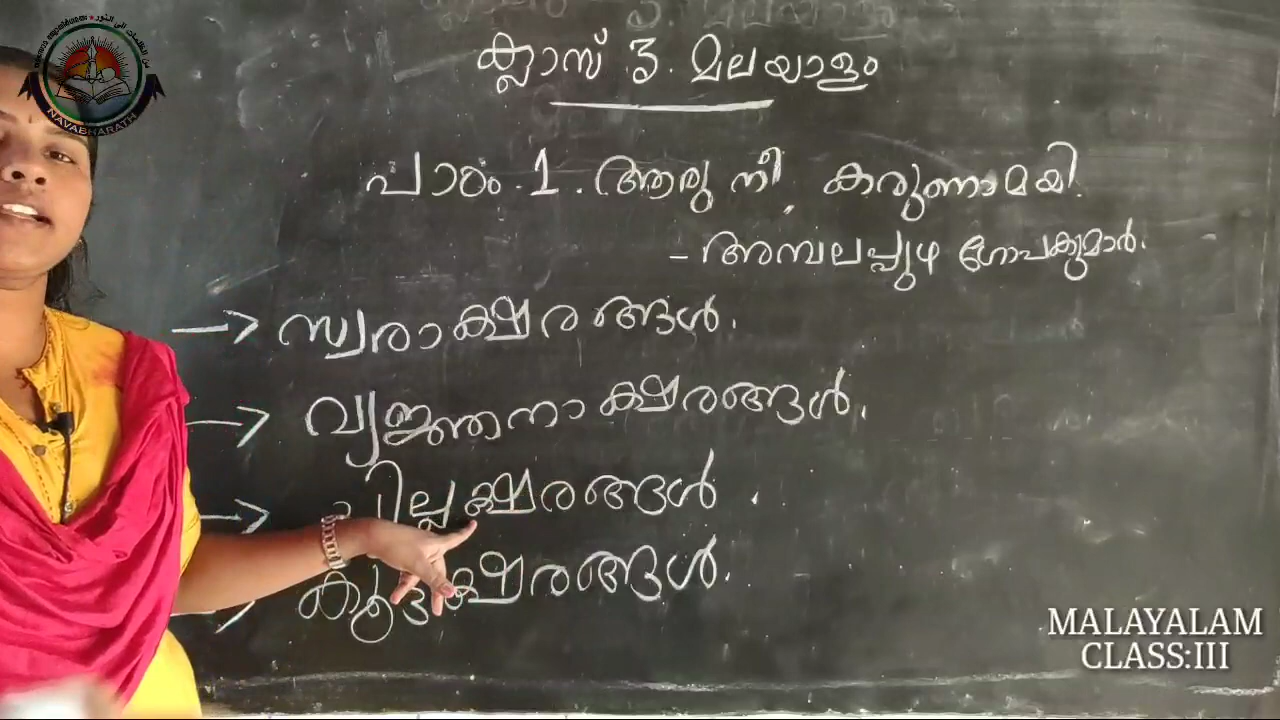 ക്ലാസ് 3. മലയാളം
പാഠം .1. ആരു നീ, കരുണാമയി.
- അമ്പലപ്പുഴ ഗോപകുമാർ.
→ സ്വരാക്ഷരങ്ങൾ.
→ വ്യഞ്ജനാക്ഷരങ്ങൾ.
→ ില്ലക്ഷരങ്ങൾ .
ക്ഷരങ്ങൾ.
NAVABHARATH
MALAYALAM
CLASS:III